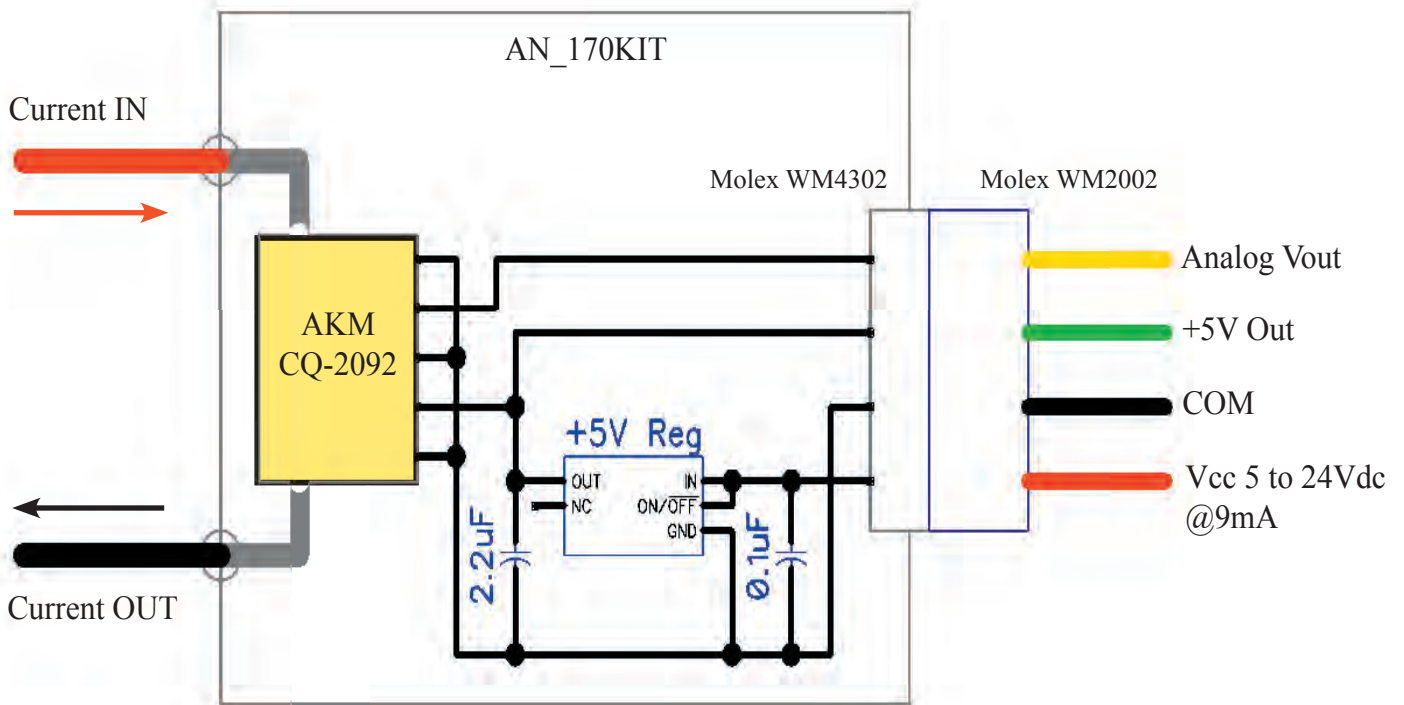 AN_170KIT
Current IN
Molex WM4302
Molex WM2002
Analog Vout
AKM
CQ-2092
+5V Out
COM
+5V Reg
OUT
IN
NC
ON/OFF
GND
Vcc 5 to 24Vdc
@9mA
2.2uF
0.1uF
Current OUT